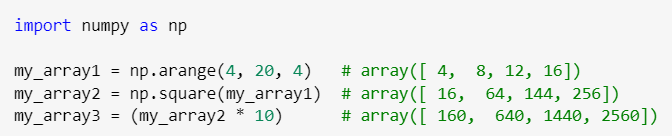 import numpy as np
my_array1 = np.arange(4, 20, 4)   # array([ 4,  8, 12, 16])
my_array2 = np.square(my_array1)  # array([ 16,  64, 144, 256])
my_array3 = (my_array2 * 10)      # array([ 160,  640, 1440, 2560])